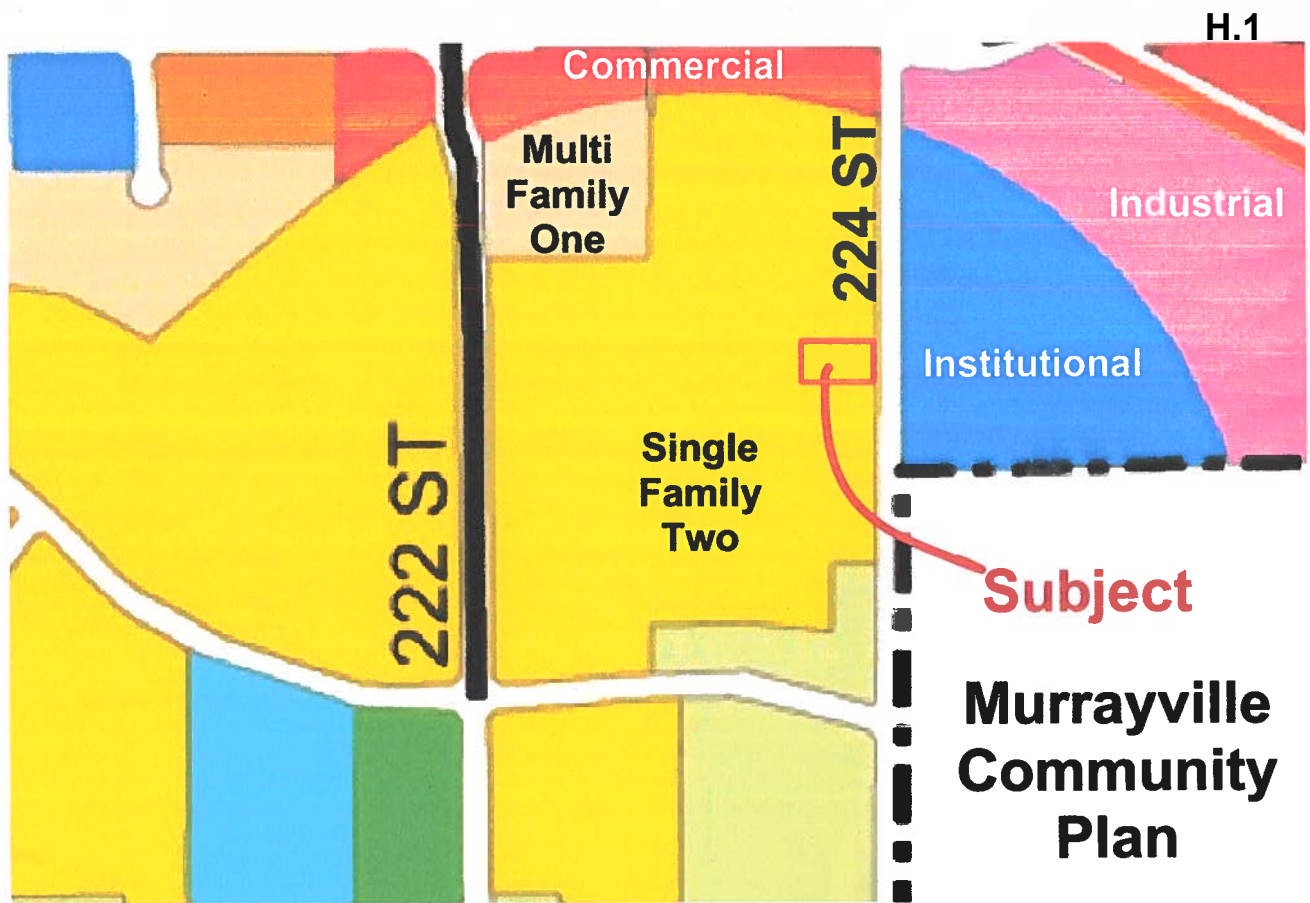 H.1
Commercial
Multi
Family
One
224 ST
Industrial
Institutional
Single
Family
Two
222 ST
Subject
Murrayville
Community
Plan